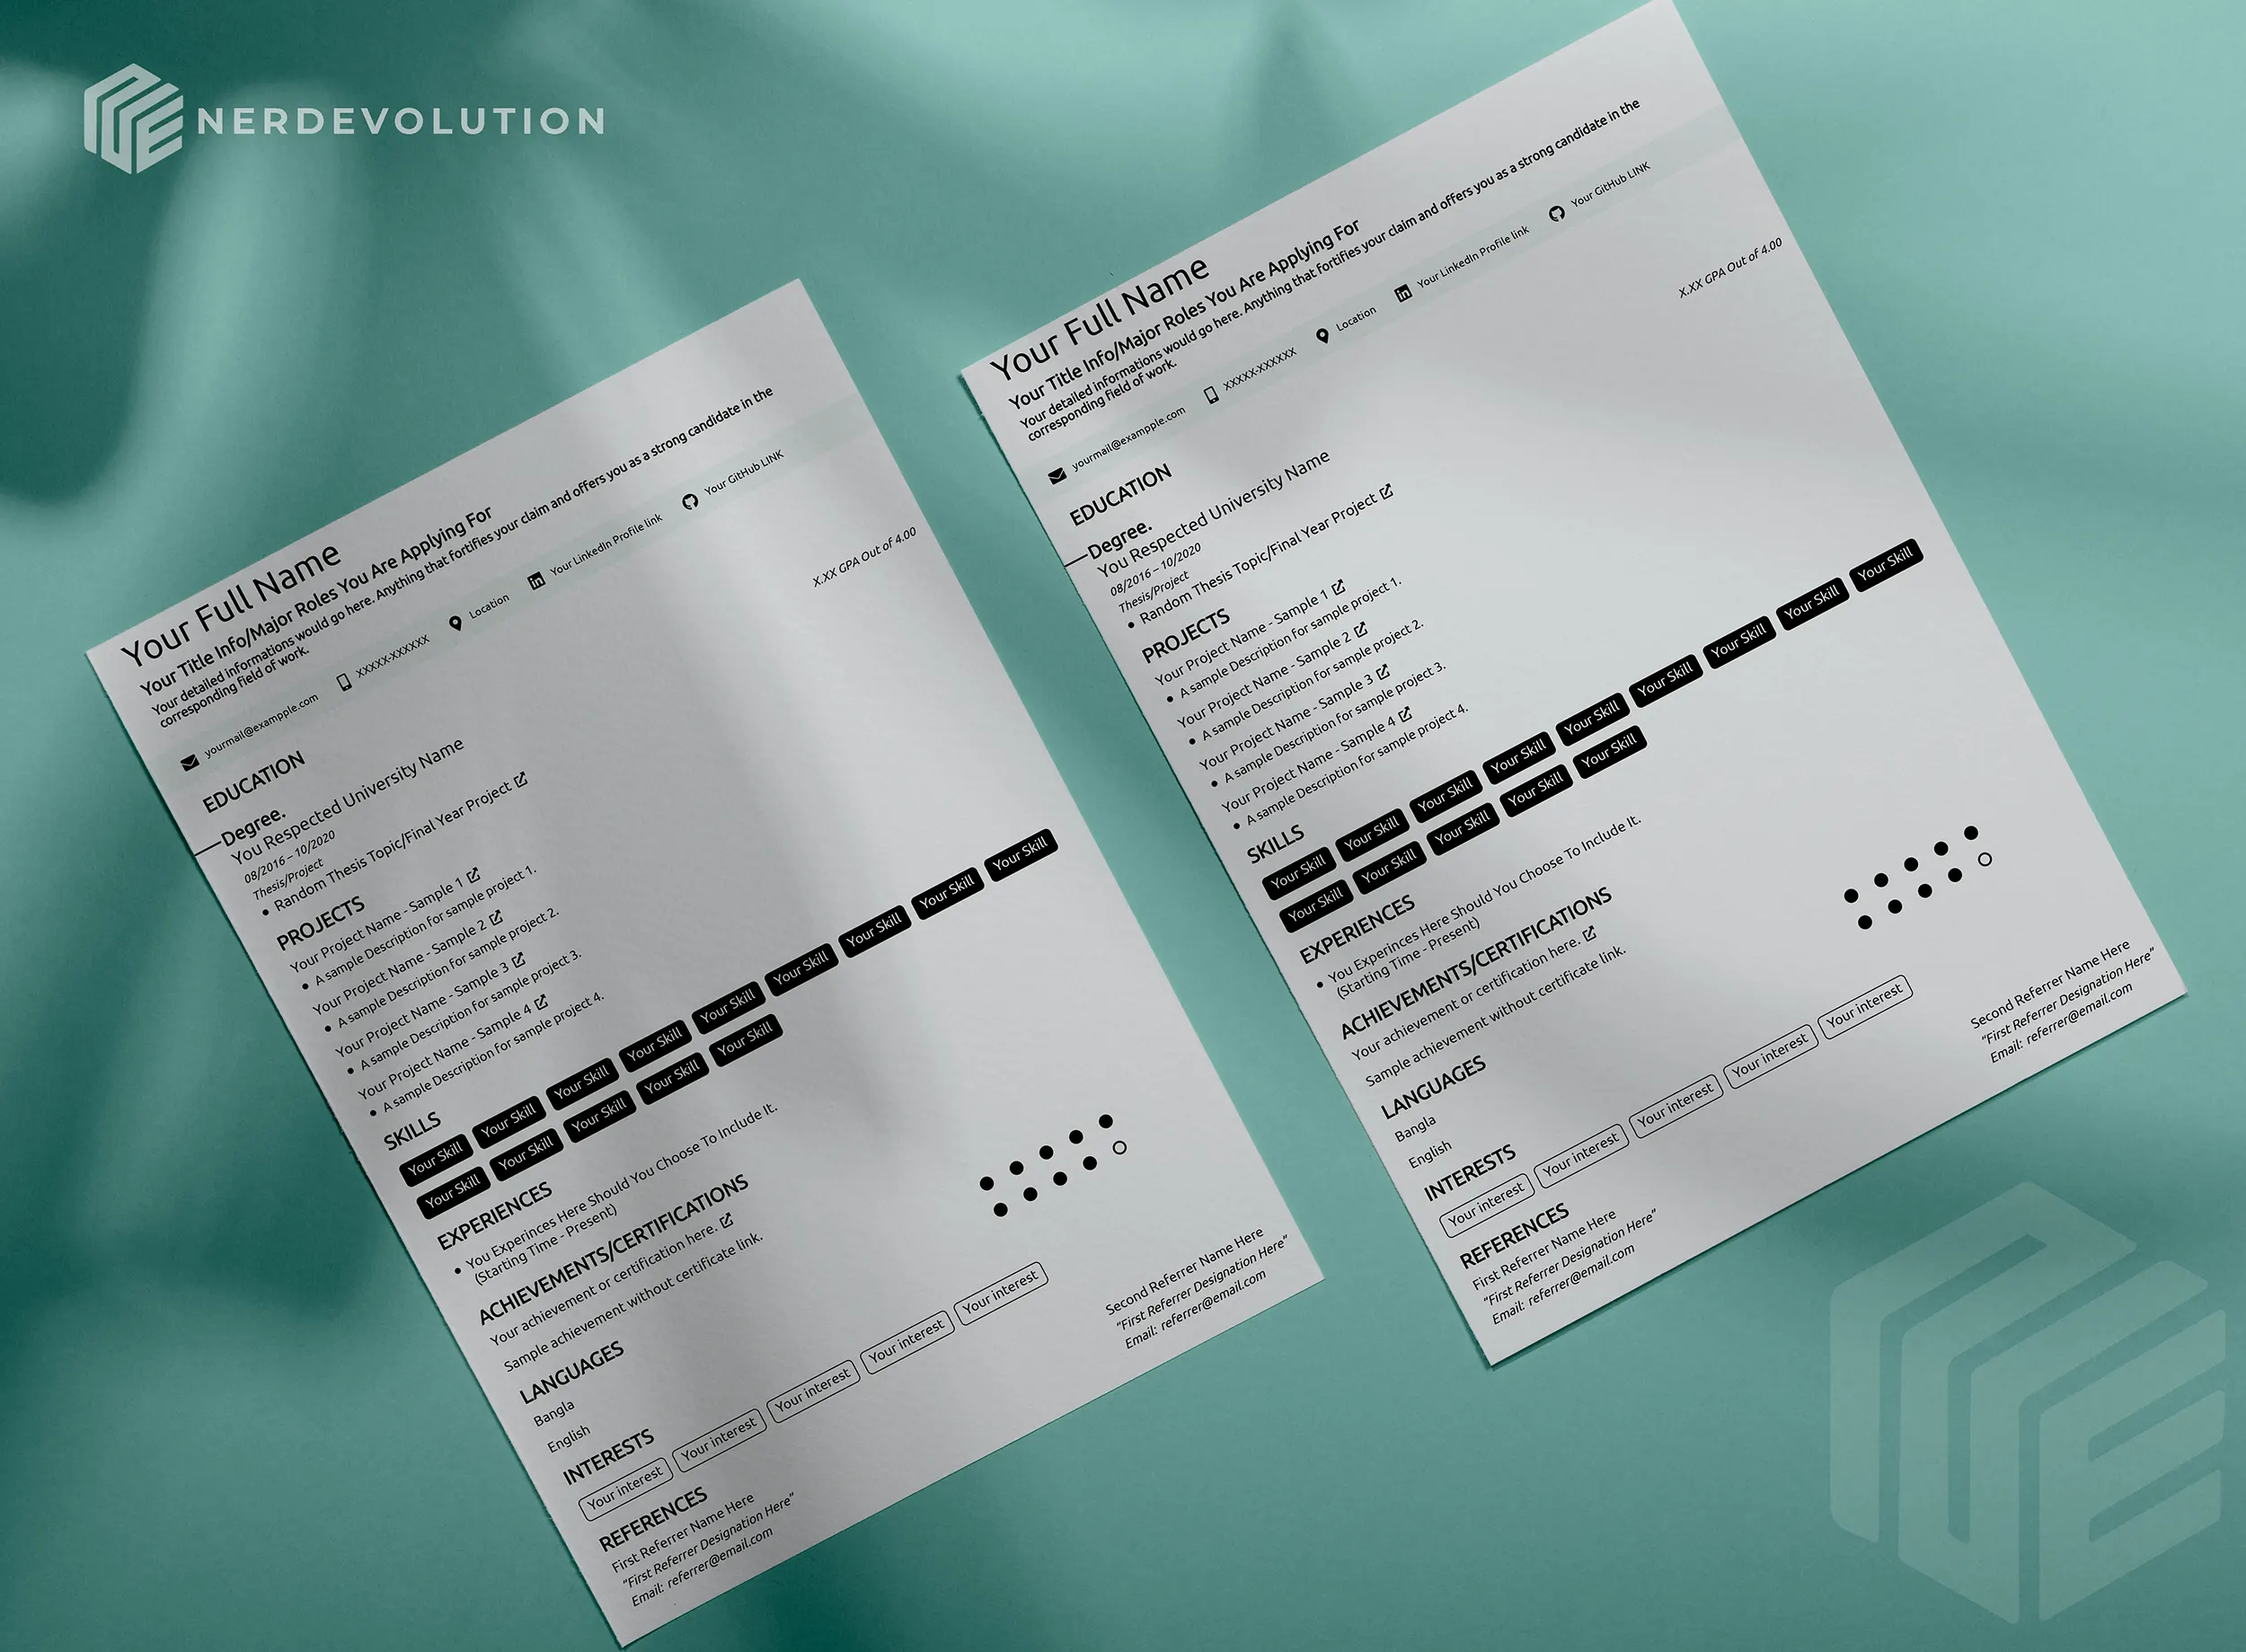 NERDEVOLUTION
Your Full Name
Your Title Info/Major Roles You Are Applying For
Your detailed informations would go here. Anything that fortifies your claim and offers you as a strong candidate in the
corresponding field of work.
yourmail@exampple.com XXXXX-XXXXXX Location Your LinkedIn Profile link Your GitHub LINK
EDUCATION
Degree.
You Respected University Name
08/2016 – 10/2020 X.XX GPA Out of 4.00
Thesis/Project
• Random Thesis Topic/Final Year Project
PROJECTS
Your Project Name - Sample 1
• A sample Description for sample project 1.
Your Project Name - Sample 2
• A sample Description for sample project 2.
Your Project Name - Sample 3
• A sample Description for sample project 3.
Your Project Name - Sample 4
• A sample Description for sample project 4.
SKILLS
Your Skill Your Skill Your Skill Your Skill Your Skill Your Skill Your Skill Your Skill Your Skill
Your Skill Your Skill Your Skill Your Skill Your Skill
EXPERIENCES
• You Experinces Here Should You Choose To Include It.
(Starting Time - Present)
ACHIEVEMENTS/CERTIFICATIONS
Your achievement or certification here.
Sample achievement without certificate link.
LANGUAGES
Bangla
English
INTERESTS
Your interest Your interest Your interest Your interest Your interest
REFERENCES
First Referrer Name Here Second Referrer Name Here
"First Referrer Designation Here" "First Referrer Designation Here"
Email: referrer@email.com Email: referrer@email.com
Your Full Name
Your Title Info/Major Roles You Are Applying For
Your detailed informations would go here. Anything that fortifies your claim and offers you as a strong candidate in the
corresponding field of work.
yourmail@exampple.com XXXXX-XXXXXX Location Your LinkedIn Profile link Your GitHub LINK
EDUCATION
Degree.
You Respected University Name
08/2016 – 10/2020 X.XX GPA Out of 4.00
Thesis/Project
• Random Thesis Topic/Final Year Project
PROJECTS
Your Project Name - Sample 1
• A sample Description for sample project 1.
Your Project Name - Sample 2
• A sample Description for sample project 2.
Your Project Name - Sample 3
• A sample Description for sample project 3.
Your Project Name - Sample 4
• A sample Description for sample project 4.
SKILLS
Your Skill Your Skill Your Skill Your Skill Your Skill Your Skill Your Skill Your Skill Your Skill
Your Skill Your Skill Your Skill Your Skill Your Skill
EXPERIENCES
• You Experinces Here Should You Choose To Include It.
(Starting Time - Present)
ACHIEVEMENTS/CERTIFICATIONS
Your achievement or certification here.
Sample achievement without certificate link.
LANGUAGES
Bangla
English
INTERESTS
Your interest Your interest Your interest Your interest Your interest
REFERENCES
First Referrer Name Here Second Referrer Name Here
"First Referrer Designation Here" "First Referrer Designation Here"
Email: referrer@email.com Email: referrer@email.com